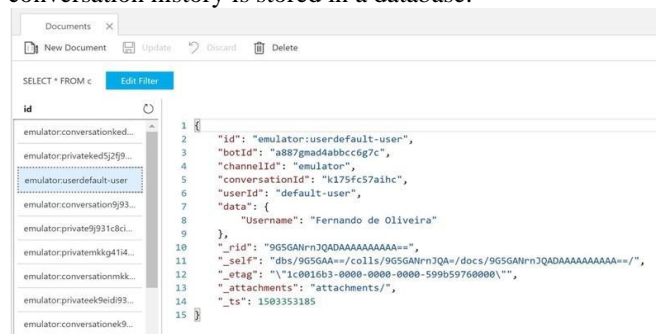 conversation history is stored in a database.
Documents ×
New Document Update Discard Delete
SELECT * FROM c Edit Filter
id
emulator:conversationked...
emulator:privateked5j2fj9...
emulator:userdefault-user
emulator:conversation9j93...
emulator:private9j931c8ci...
emulator:privatemkkg41i4...
emulator:conversationmkk...
emulator:privateek9eidi93...
emulator:conversationek9...
1 {
2 "id": "emulator:userdefault-user",
3 "botId": "a887gmad4abbcc6g7c",
4 "channelId": "emulator",
5 "conversationId": "k175fc57aihc",
6 "userId": "default-user",
7 "data": {
8 "Username": "Fernando de Oliveira"
9 },
10 "_rid": "9G5GANrnJQADAAAAAAAAAA==",
11 "_self": "dbs/9G5GAA==/colls/9G5GANrnJQA=/docs/9G5GANrnJQADAAAAAAAAAA==/",
12 "_etag": "\"1c0016b3-0000-0000-0000-599b59760000\"",
13 "_attachments": "attachments/",
14 "_ts": 1503353185
15 }